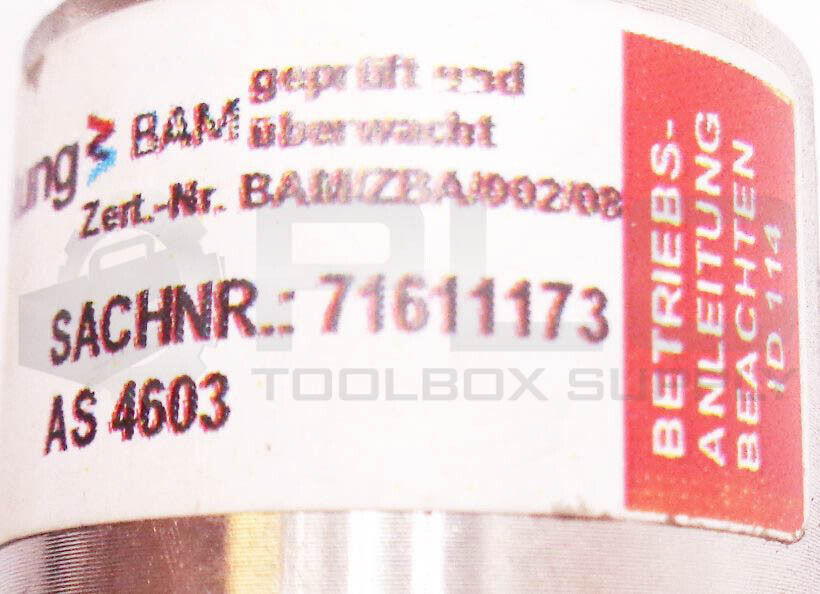 geprüft und
ung BAM überwacht
Zert.-Nr. BAM/ZBA/002/08
SACHNR.: 71611173
AS 4603
BETRIEBS-
ANLEITUNG
BEACHTEN
ID 114
PLC
TOOLBOX SUPPLY